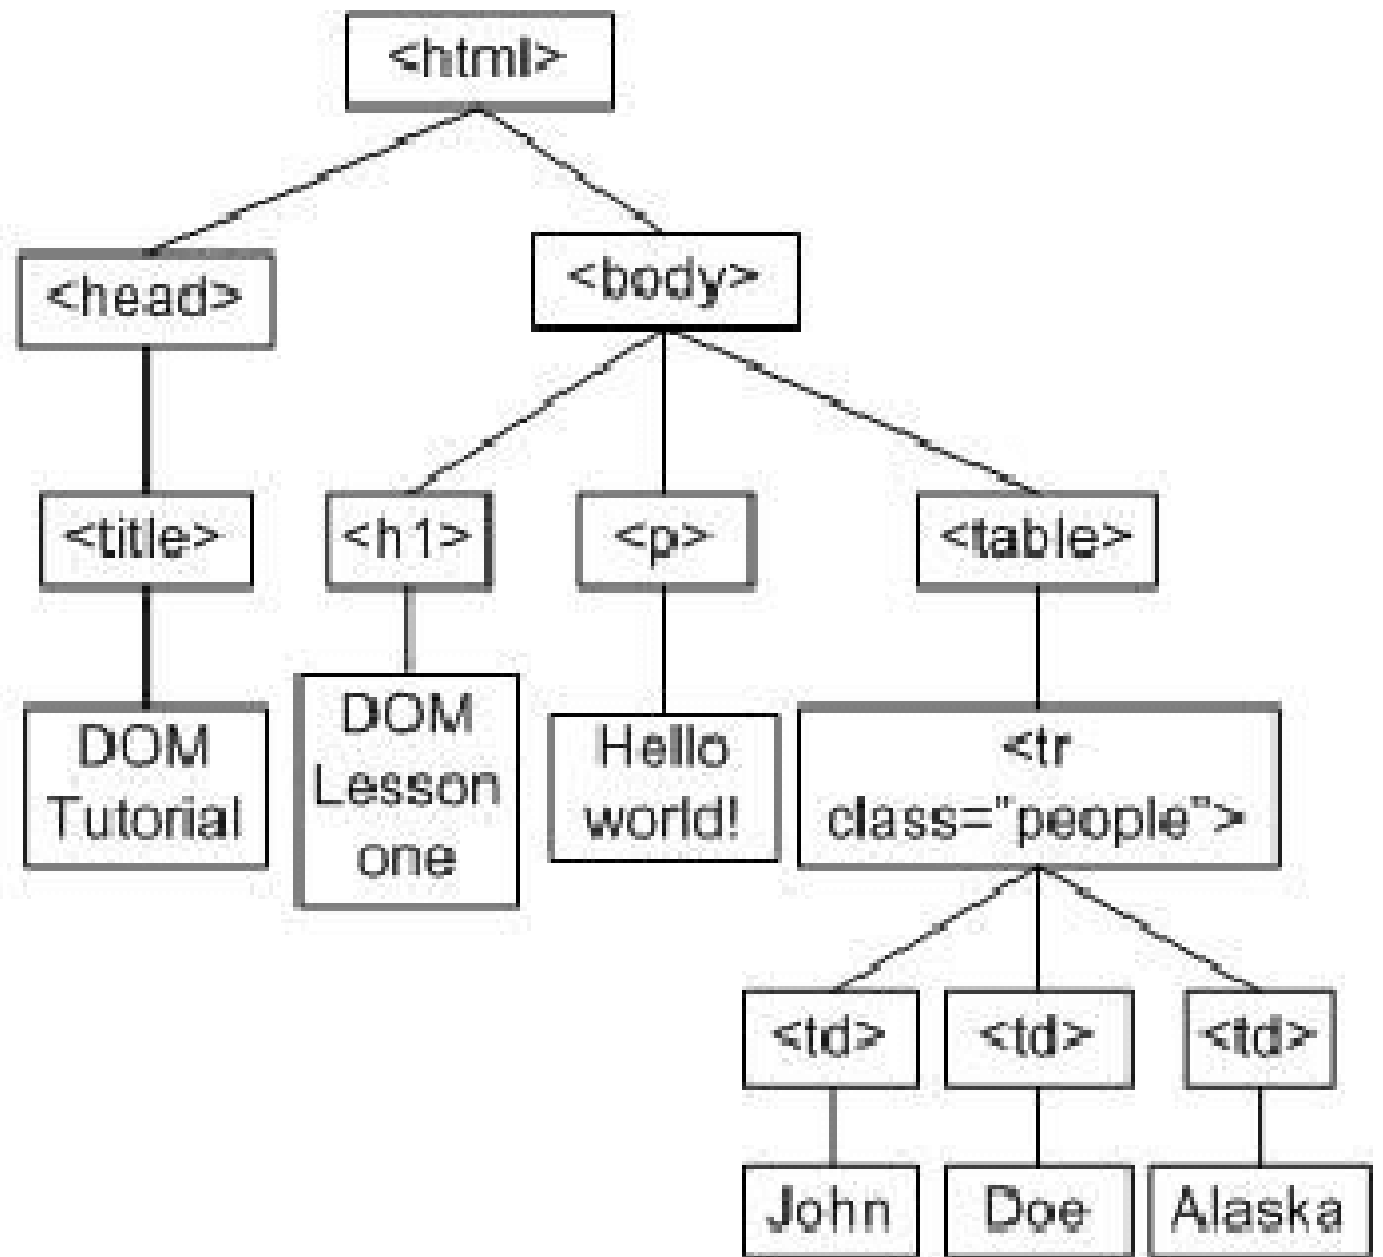 <html>
<head>
<body>
<title>
<h1>
<p>
<table>
DOM
Tutorial
DOM
Lesson
one
Hello
world!
<tr
class="people">
<td>
<td>
<td>
John
Doe
Alaska